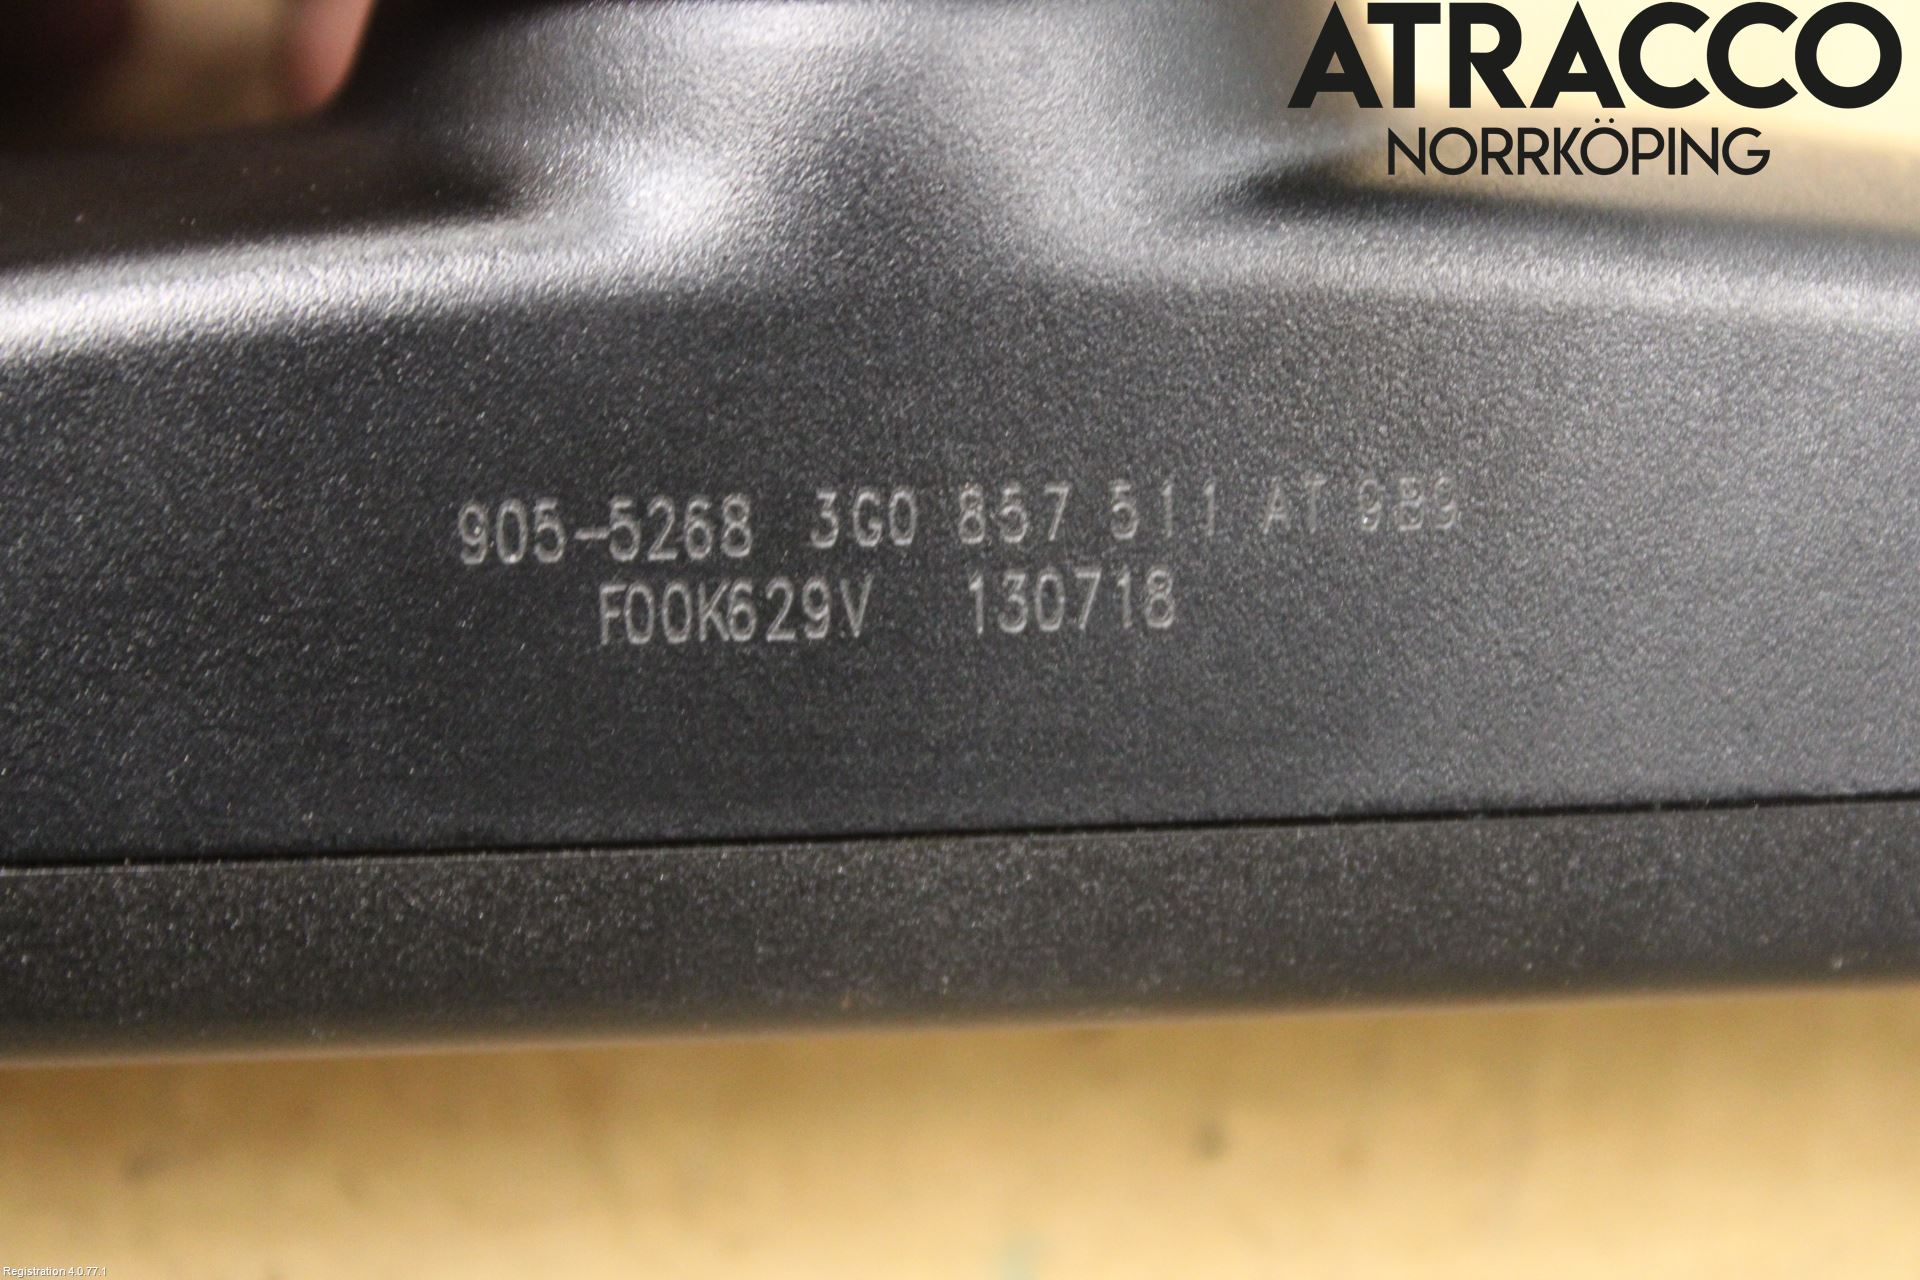 ATRACCO
NORRKÖPING
905-5268 3G0 857 511 AT 9B9
F00K629V 130718
Registration 4.0.77.1